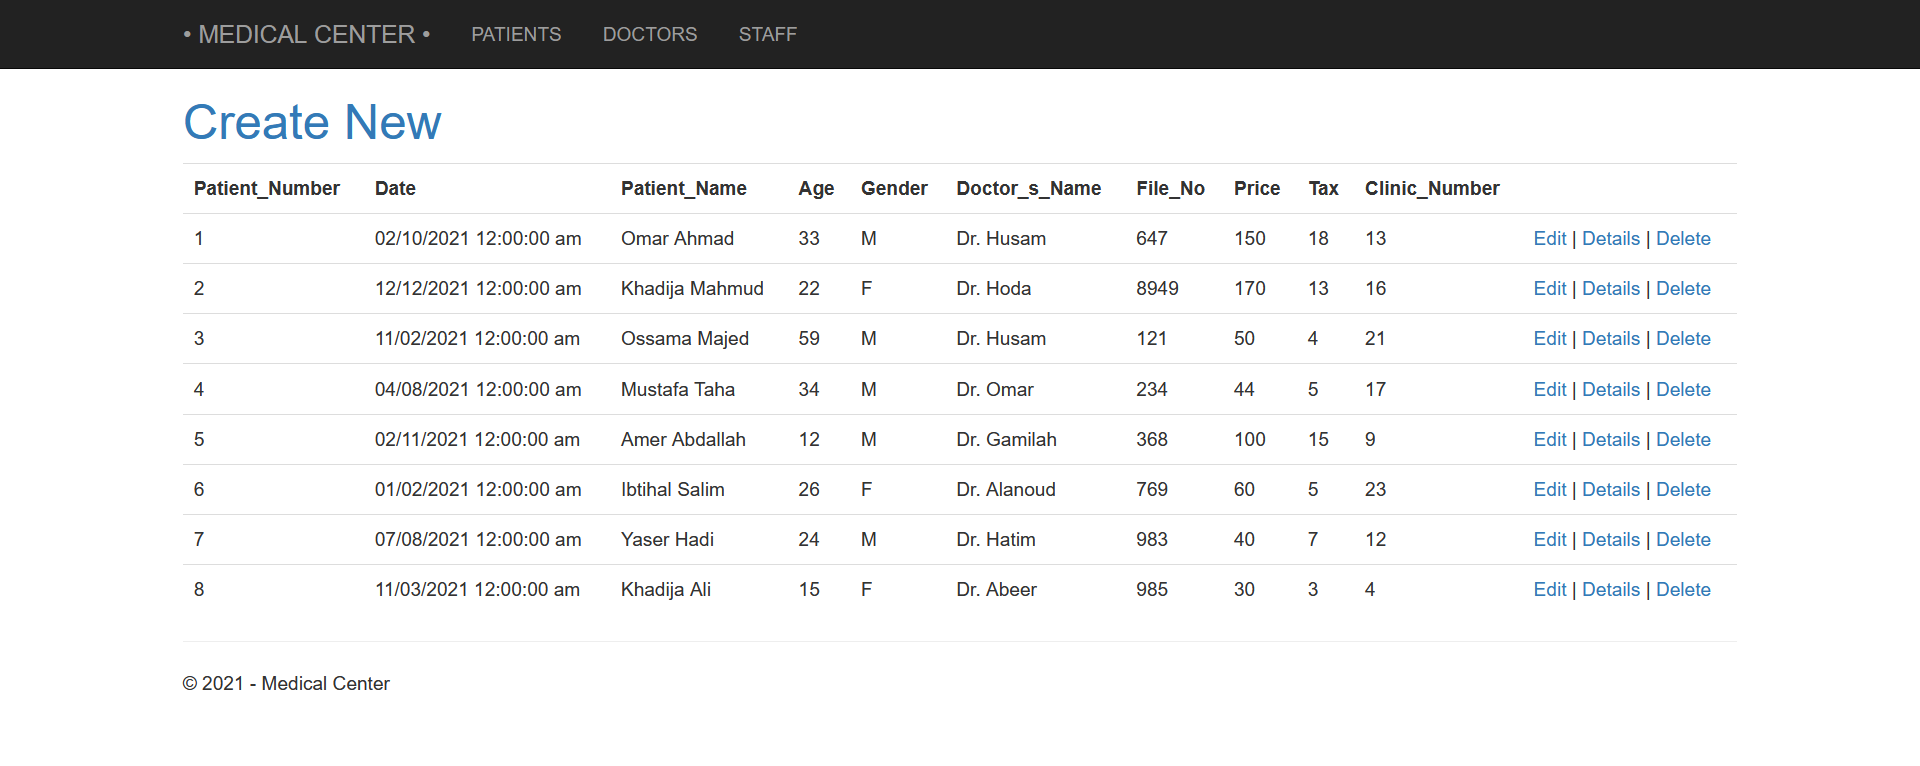 • MEDICAL CENTER • PATIENTS DOCTORS STAFF
Create New
Patient_Number Date Patient_Name Age Gender Doctor_s_Name File_No Price Tax Clinic_Number
1 02/10/2021 12:00:00 am Omar Ahmad 33 M Dr. Husam 647 150 18 13 Edit | Details | Delete
2 12/12/2021 12:00:00 am Khadija Mahmud 22 F Dr. Hoda 8949 170 13 16 Edit | Details | Delete
3 11/02/2021 12:00:00 am Ossama Majed 59 M Dr. Husam 121 50 4 21 Edit | Details | Delete
4 04/08/2021 12:00:00 am Mustafa Taha 34 M Dr. Omar 234 44 5 17 Edit | Details | Delete
5 02/11/2021 12:00:00 am Amer Abdallah 12 M Dr. Gamilah 368 100 15 9 Edit | Details | Delete
6 01/02/2021 12:00:00 am Ibtihal Salim 26 F Dr. Alanoud 769 60 5 23 Edit | Details | Delete
7 07/08/2021 12:00:00 am Yaser Hadi 24 M Dr. Hatim 983 40 7 12 Edit | Details | Delete
8 11/03/2021 12:00:00 am Khadija Ali 15 F Dr. Abeer 985 30 3 4 Edit | Details | Delete
© 2021 - Medical Center